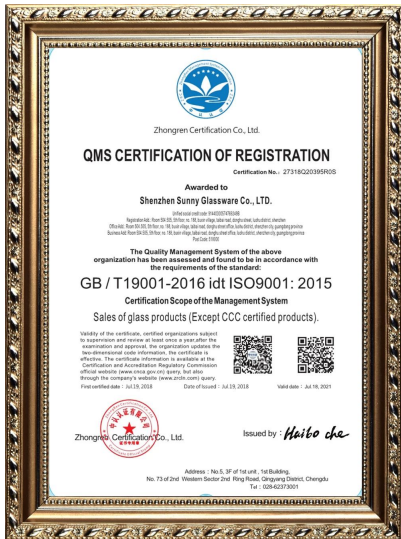 Zhongren Certification Co., Ltd.
QMS CERTIFICATION OF REGISTRATION
Certification No.: 27318Q20395R0S
Awarded to
Shenzhen Sunny Glassware Co., LTD.
The Quality Management System of the above
organization has been assessed and found to be in accordance with
the requirements of the standard:
GB / T19001-2016 idt ISO9001: 2015
Certification Scope of the Management System
Sales of glass products (Except CCC certified products).
Validity of the certificate, certified organizations subject
to supervision and review at least once a year, after the
examination and approval, the organization updates the
two-dimensional code information, the certificate is
effective. The certificate information is available at the
Certification and Accreditation Regulatory Commission
official website (www.cnca.gov.cn) query, but also
through the company's website (www.zrclrk.com) query.
First certified date : Jul.19, 2018 Date of Issued : Jul.19, 2018 Valid date : Jul 18, 2021
Zhongren Certification Co., Ltd.
Issued by : Haibo che
Address : No.5, 3F of 1st unit , 1st Building,
No. 73 of 2nd Western Sector 2nd Ring Road, Qingyang District, Chengdu
Tel : 028-62373001